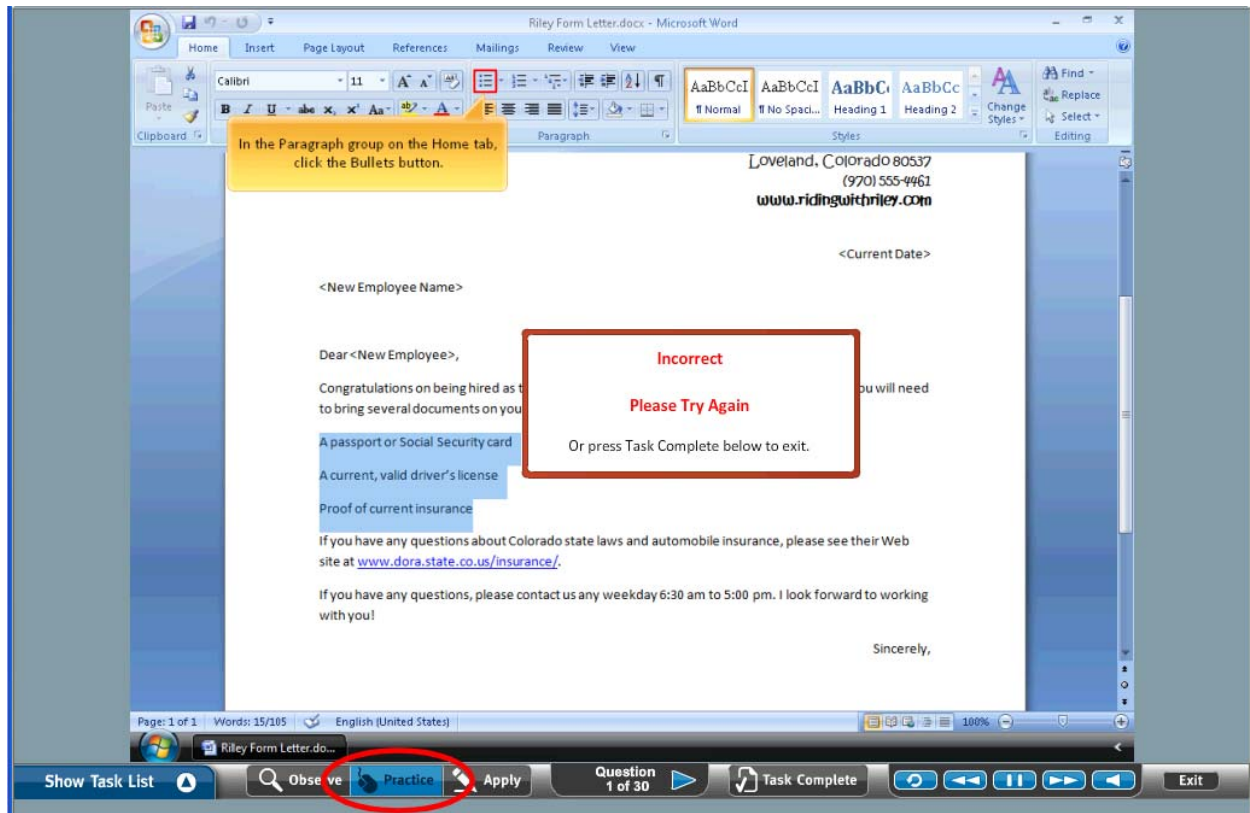 Riley Form Letter.docx - Microsoft Word
Home Insert Page Layout References Mailings Review View
Paste
Clipboard
Calibri 11
B I U abc X, x' Aa A
Paragraph
AaBbCcI AaBbCcI AaBbC AaBbCc
¶ Normal ¶ No Spaci... Heading 1 Heading 2
Change Styles
Styles
Find
Replace
Select
Editing
In the Paragraph group on the Home tab,
click the Bullets button.
Loveland, Colorado 80537
(970) 555-4461
www.ridingwithriley.com
<Current Date>
<New Employee Name>
Dear <New Employee>,
Congratulations on being hired as t
ou will need
to bring several documents on you
A passport or Social Security card
A current, valid driver's license
Proof of current insurance
Incorrect
Please Try Again
Or press Task Complete below to exit.
If you have any questions about Colorado state laws and automobile insurance, please see their Web
site at www.dora.state.co.us/insurance/.
If you have any questions, please contact us any weekday 6:30 am to 5:00 pm. I look forward to working
with you!
Sincerely,
Page: 1 of 1 Words: 15/105 English (United States) 100%
Riley Form Letter.do...
Show Task List Observe Practice Apply Question 1 of 30 Task Complete Exit